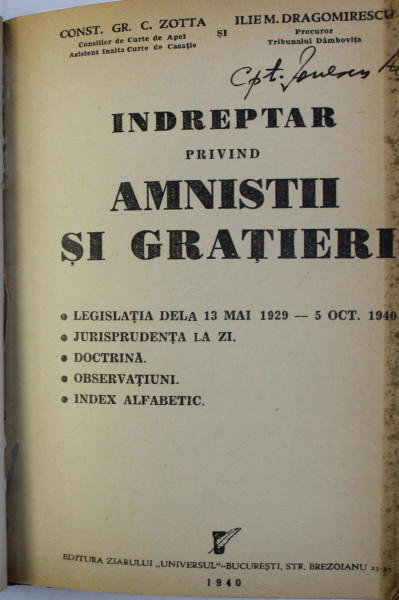 CONST. GR. C. ZOTTA
Consilier de Curte de Apel
Asistent Inalta Curte de Casație
ȘI
ILIE M. DRAGOMIRESCU
Procuror
Tribunalul Dâmbovița
Cpt. Ionescu
INDREPTAR
PRIVIND
AMNISTII
ȘI GRAȚIERI
• LEGISLAȚIA DELA 13 MAI 1929 — 5 OCT. 1940
• JURISPRUDENȚA LA ZI.
• DOCTRINĂ.
• OBSERVAȚIUNI.
• INDEX ALFABETIC.
EDITURA ZIARULUI „UNIVERSUL"–BUCUREȘTI, STR. BREZOIANU
1940